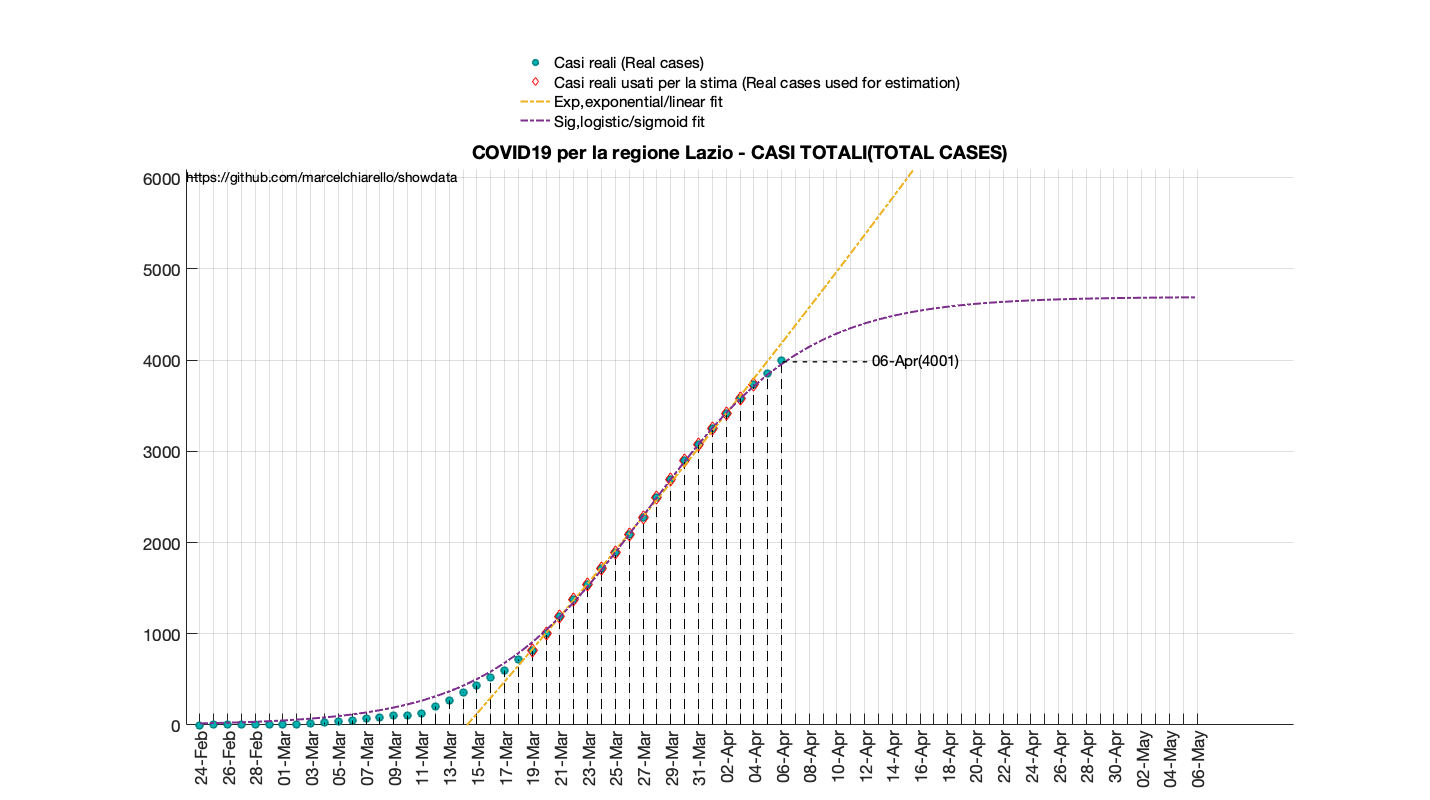 Casi reali (Real cases)
Casi reali usati per la stima (Real cases used for estimation)
Exp,exponential/linear fit
Sig,logistic/sigmoid fit
COVID19 per la regione Lazio - CASI TOTALI(TOTAL CASES)
https://github.com/marcelchiarello/showdata
6000
5000
4000
3000
2000
1000
0
06-Apr(4001)
24-Feb
26-Feb
28-Feb
01-Mar
03-Mar
05-Mar
07-Mar
09-Mar
11-Mar
13-Mar
15-Mar
17-Mar
19-Mar
21-Mar
23-Mar
25-Mar
27-Mar
29-Mar
31-Mar
02-Apr
04-Apr
06-Apr
08-Apr
10-Apr
12-Apr
14-Apr
16-Apr
18-Apr
20-Apr
22-Apr
24-Apr
26-Apr
28-Apr
30-Apr
02-May
04-May
06-May